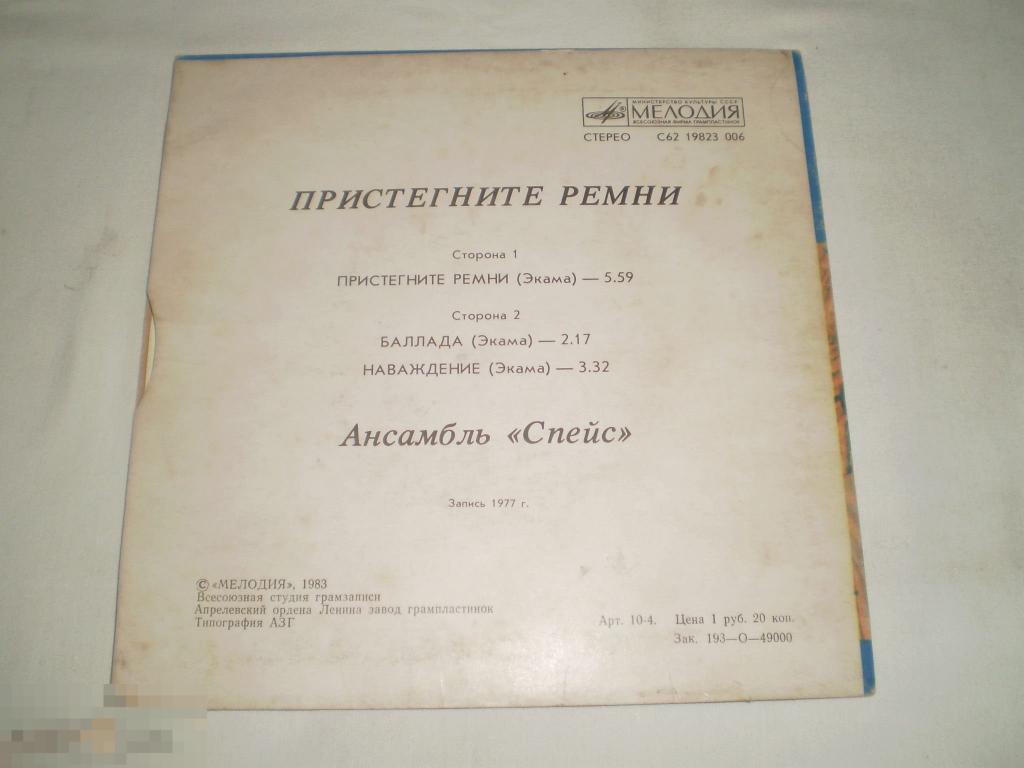 МИНИСТЕРСТВО КУЛЬТУРЫ СССР
МЕЛОДИЯ
ВСЕСОЮЗНАЯ ФИРМА ГРАМПЛАСТИНОК
СТЕРЕО С62 19823 006
ПРИСТЕГНИТЕ РЕМНИ
Сторона 1
ПРИСТЕГНИТЕ РЕМНИ (Экама) — 5.59
Сторона 2
БАЛЛАДА (Экама) — 2.17
НАВАЖДЕНИЕ (Экама) — 3.32
Ансамбль «Спейс»
Запись 1977 г.
© «МЕЛОДИЯ», 1983
Всесоюзная студия грамзаписи
Апрелевский ордена Ленина завод грампластинок
Типография АЗГ
Арт. 10-4. Цена 1 руб. 20 коп.
Зак. 193—О—49000